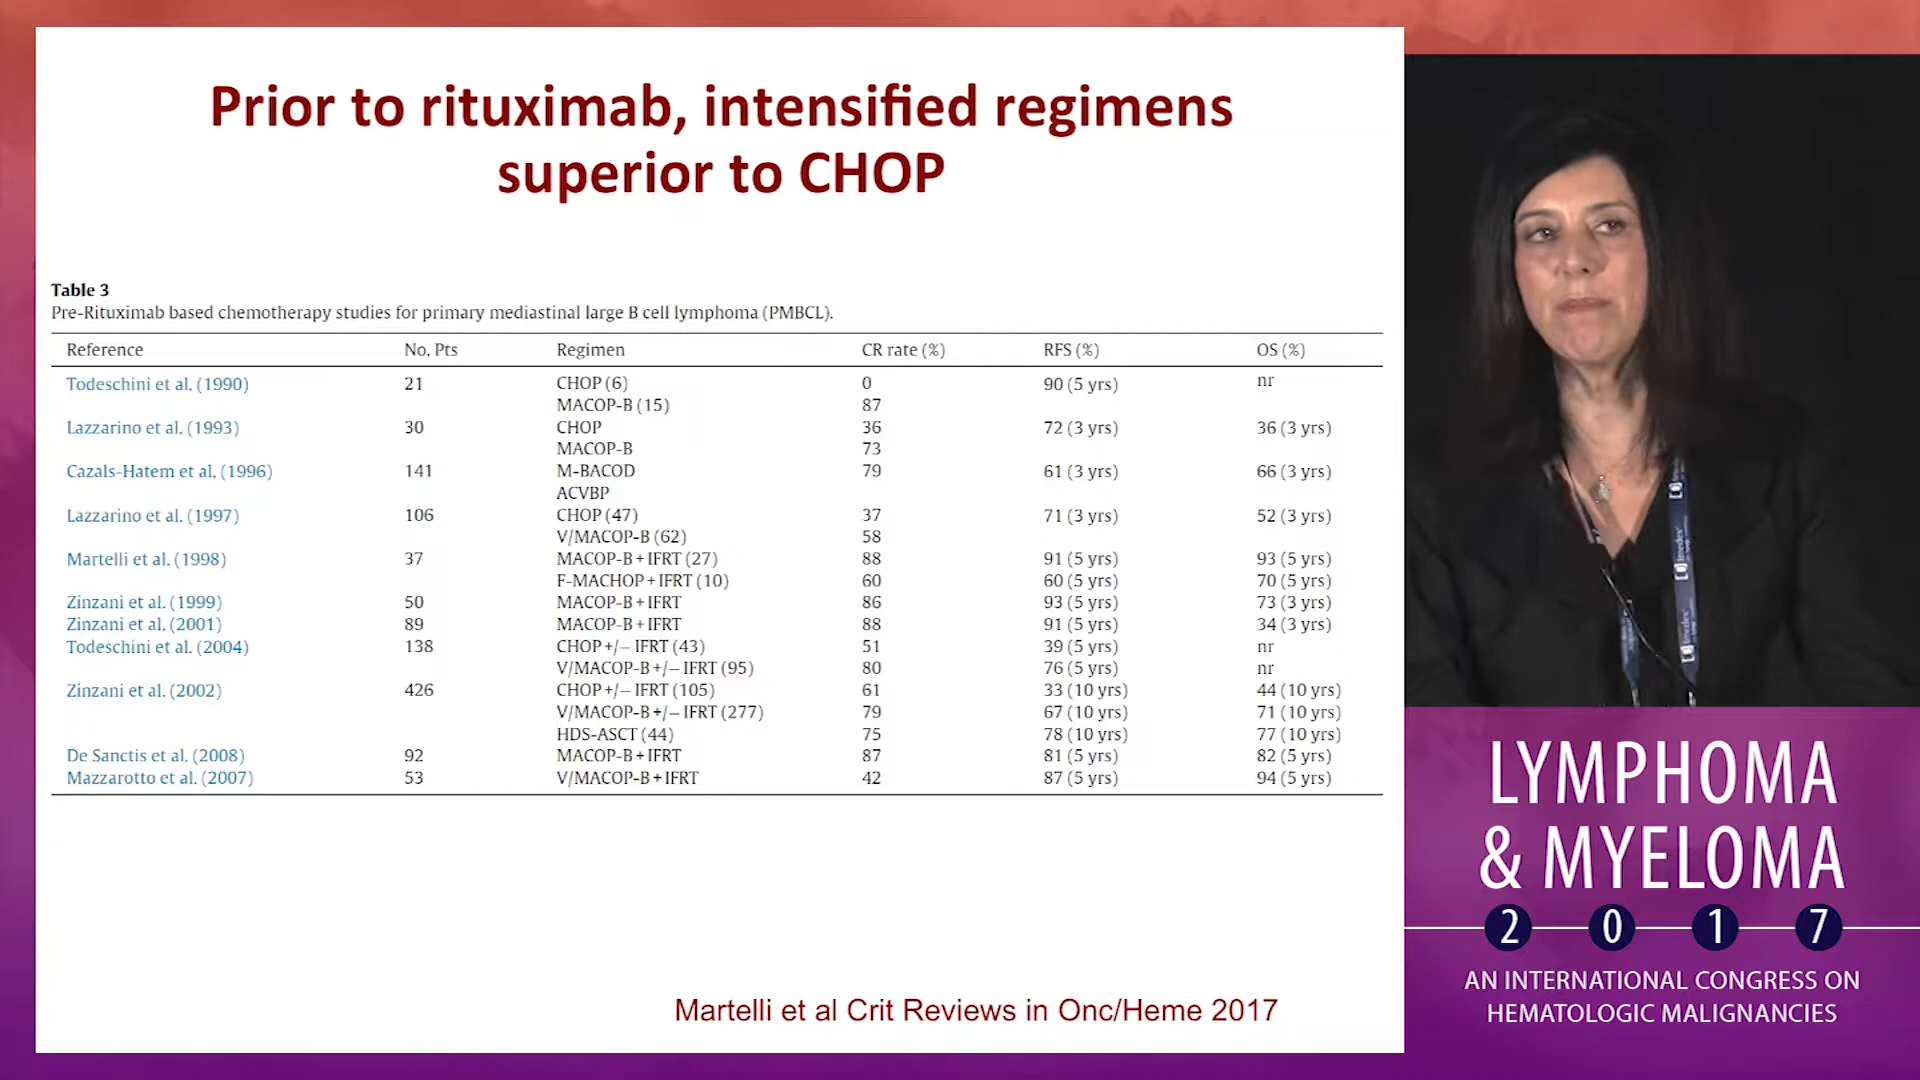 Prior to rituximab, intensified regimens
superior to CHOP
Table 3
Pre-Rituximab based chemotherapy studies for primary mediastinal large B cell lymphoma (PMBCL).
Reference No. Pts Regimen CR rate (%) RFS (%) OS (%)
Todeschini et al. (1990) 21 CHOP (6) 0 90 (5 yrs) nr
MACOP-B (15) 87
Lazzarino et al. (1993) 30 CHOP 36 72 (3 yrs) 36 (3 yrs)
MACOP-B 73
Cazals-Hatem et al. (1996) 141 M-BACOD 79 61 (3 yrs) 66 (3 yrs)
ACVBP
Lazzarino et al. (1997) 106 CHOP (47) 37 71 (3 yrs) 52 (3 yrs)
V/MACOP-B (62) 58
Martelli et al. (1998) 37 MACOP-B + IFRT (27) 88 91 (5 yrs) 93 (5 yrs)
F-MACHOP + IFRT (10) 60 60 (5 yrs) 70 (5 yrs)
Zinzani et al. (1999) 50 MACOP-B + IFRT 86 93 (5 yrs) 73 (3 yrs)
Zinzani et al. (2001) 89 MACOP-B + IFRT 88 91 (5 yrs) 34 (3 yrs)
Todeschini et al. (2004) 138 CHOP +/− IFRT (43) 51 39 (5 yrs) nr
V/MACOP-B +/− IFRT (95) 80 76 (5 yrs) nr
Zinzani et al. (2002) 426 CHOP +/− IFRT (105) 61 33 (10 yrs) 44 (10 yrs)
V/MACOP-B +/− IFRT (277) 79 67 (10 yrs) 71 (10 yrs)
HDS-ASCT (44) 75 78 (10 yrs) 77 (10 yrs)
De Sanctis et al. (2008) 92 MACOP-B + IFRT 87 81 (5 yrs) 82 (5 yrs)
Mazzarotto et al. (2007) 53 V/MACOP-B + IFRT 42 87 (5 yrs) 94 (5 yrs)
Martelli et al Crit Reviews in Onc/Heme 2017
imedex
imedex
LYMPHOMA
& MYELOMA
2017
AN INTERNATIONAL CONGRESS ON
HEMATOLOGIC MALIGNANCIES